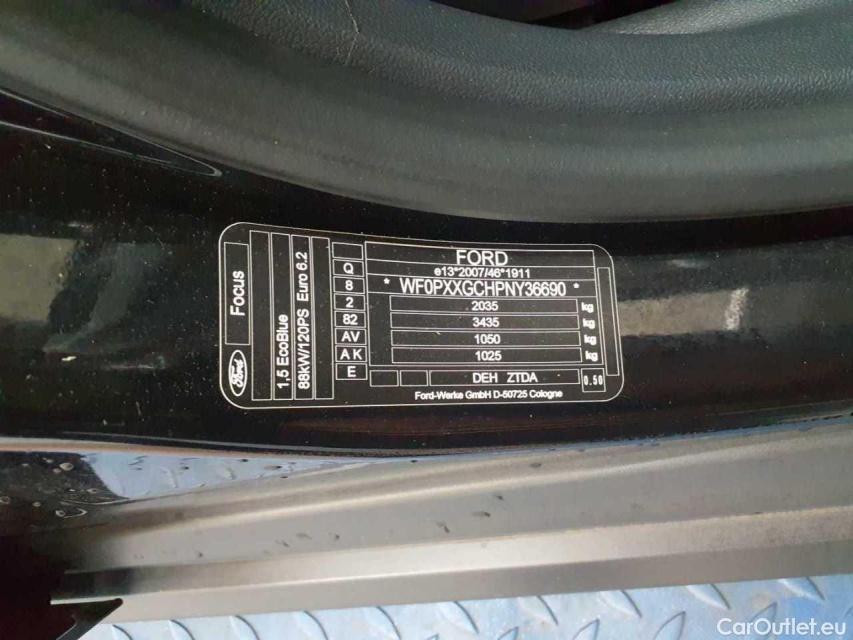 FORD
e13*2007/46*1911
* WF0PXXGCHPNY36690 *
2035 kg
3435 kg
1050 kg
1025 kg
DEH ZTDA 0.50
Ford-Werke GmbH D-50725 Cologne
Q
8
2
82
AV
A K
E
Focus
Ford
1,5 EcoBlue
88kW/120PS Euro 6.2
CarOutlet.eu